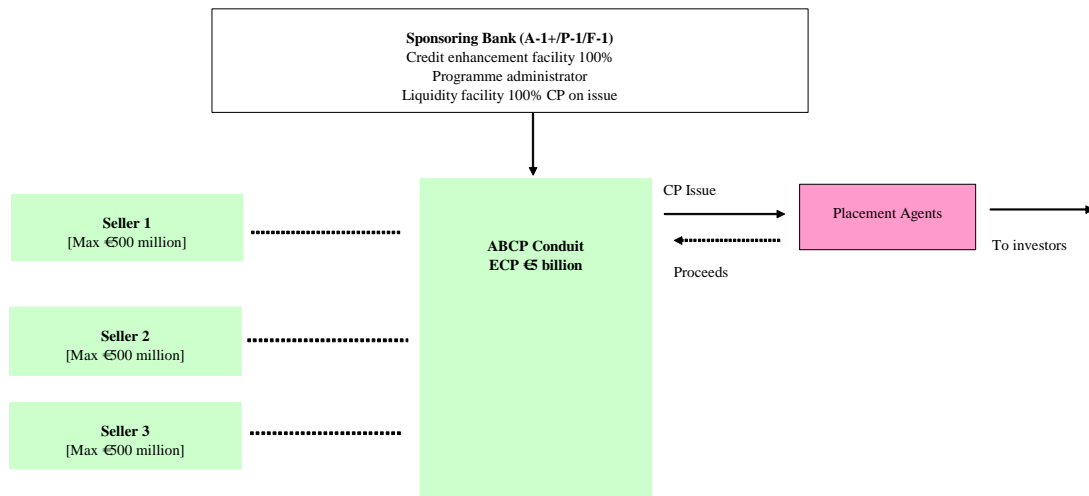 Sponsoring Bank (A-1+/P-1/F-1)
Credit enhancement facility 100%
Programme administrator
Liquidity facility 100% CP on issue
Seller 1
[Max €500 million]
Seller 2
[Max €500 million]
Seller 3
[Max €500 million]
ABCP Conduit
ECP €5 billion
CP Issue
Proceeds
Placement Agents
To investors